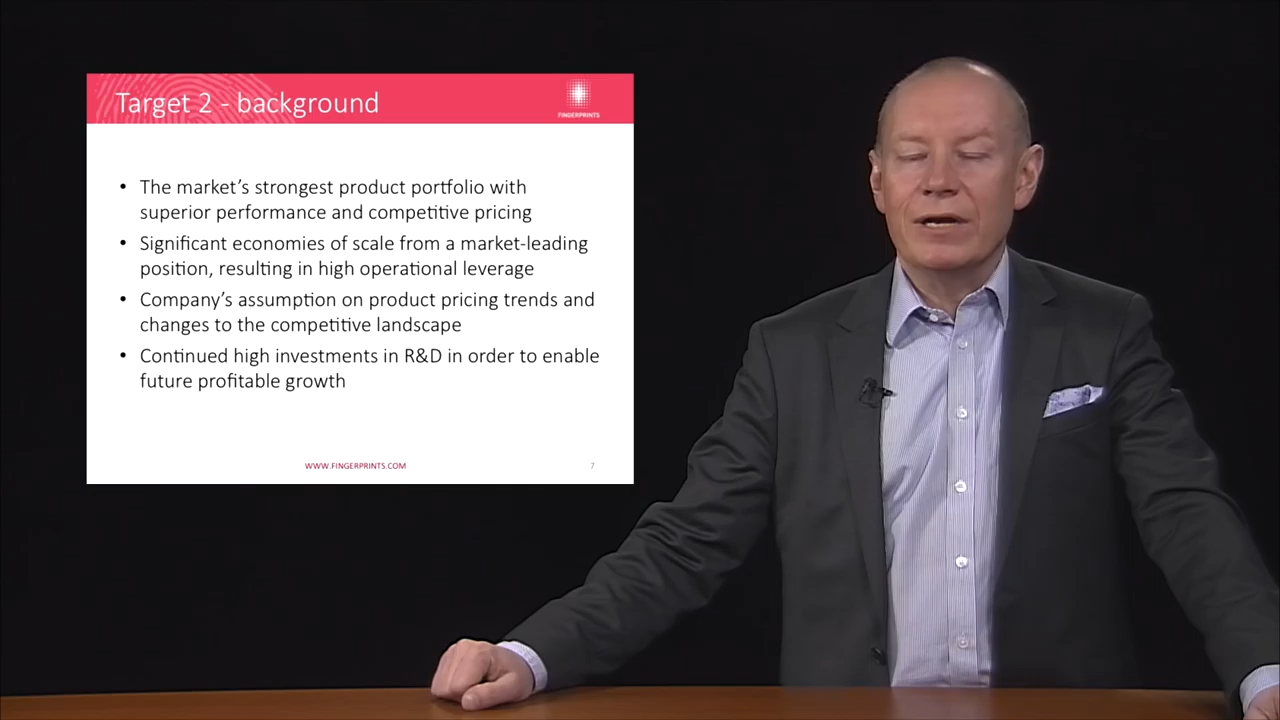 Target 2 - background
FINGERPRINTS
• The market's strongest product portfolio with
superior performance and competitive pricing
• Significant economies of scale from a market-leading
position, resulting in high operational leverage
• Company's assumption on product pricing trends and
changes to the competitive landscape
• Continued high investments in R&D in order to enable
future profitable growth
WWW.FINGERPRINTS.COM
7